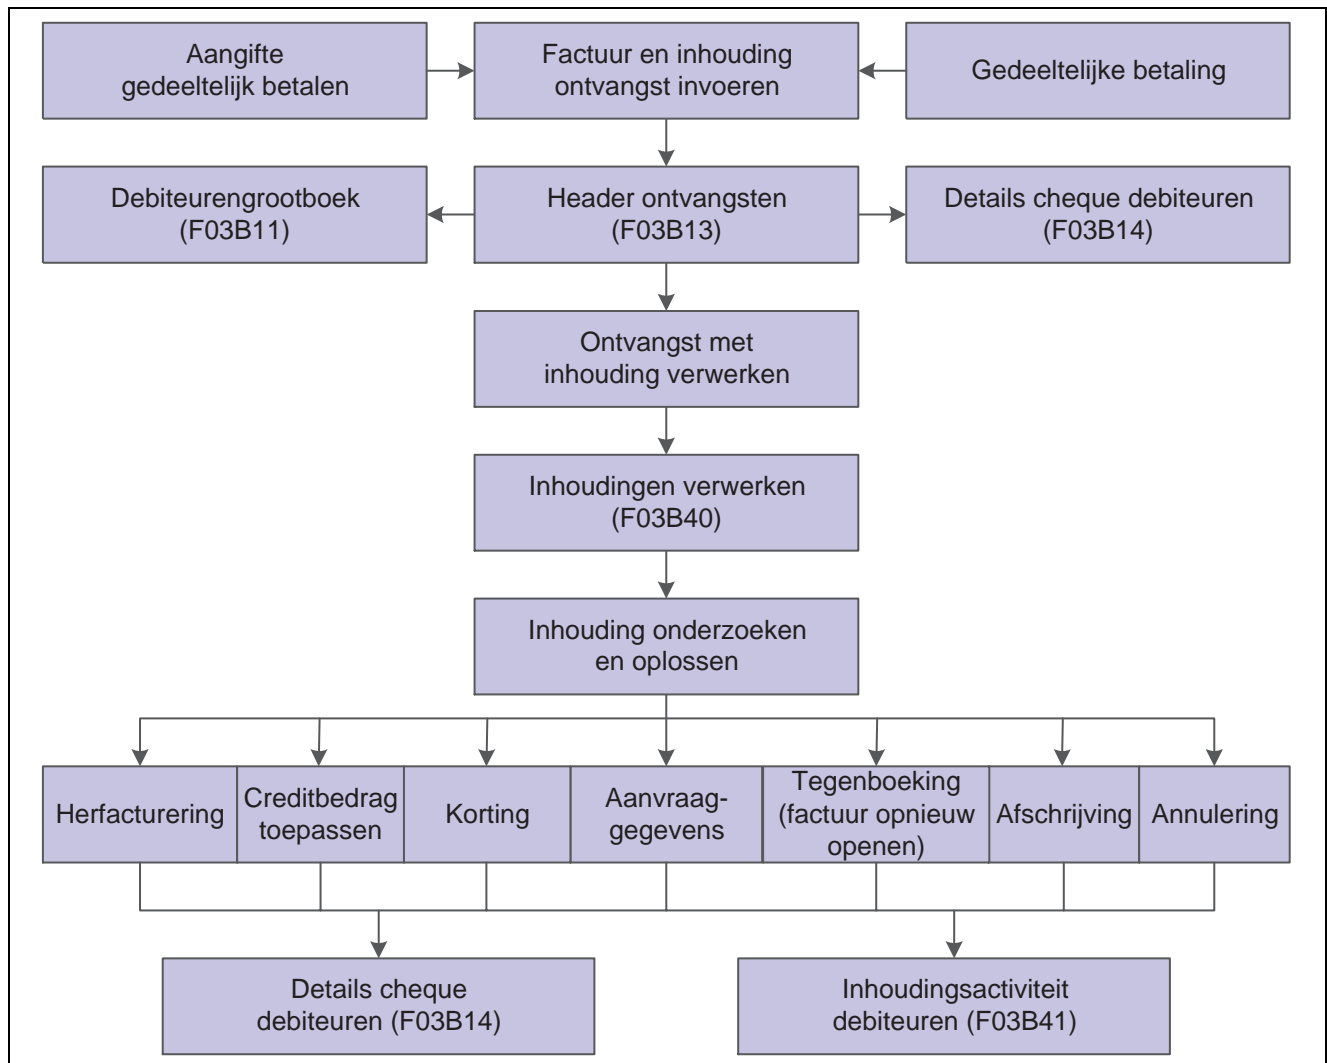 Aangifte
gedeeltelijk betalen
Factuur en inhouding
ontvangst invoeren
Gedeeltelijke betaling
Debiteurengrootboek
(F03B11)
Header ontvangsten
(F03B13)
Details cheque debiteuren
(F03B14)
Ontvangst met
inhouding verwerken
Inhoudingen verwerken
(F03B40)
Inhouding onderzoeken
en oplossen
Herfacturering
Creditbedrag
toepassen
Korting
Aanvraag-
gegevens
Tegenboeking
(factuur opnieuw
openen)
Afschrijving
Annulering
Details cheque
debiteuren (F03B14)
Inhoudingsactiviteit
debiteuren (F03B41)